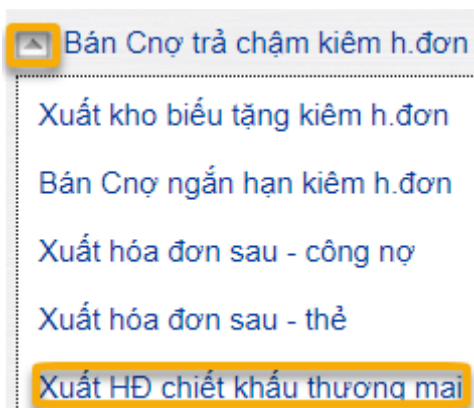 Bán Cnợ trả chậm kiêm h.đơn
Xuất kho biếu tặng kiêm h.đơn
Bán Cnợ ngắn hạn kiêm h.đơn
Xuất hóa đơn sau - công nợ
Xuất hóa đơn sau - thẻ
Xuất HĐ chiết khấu thương mại